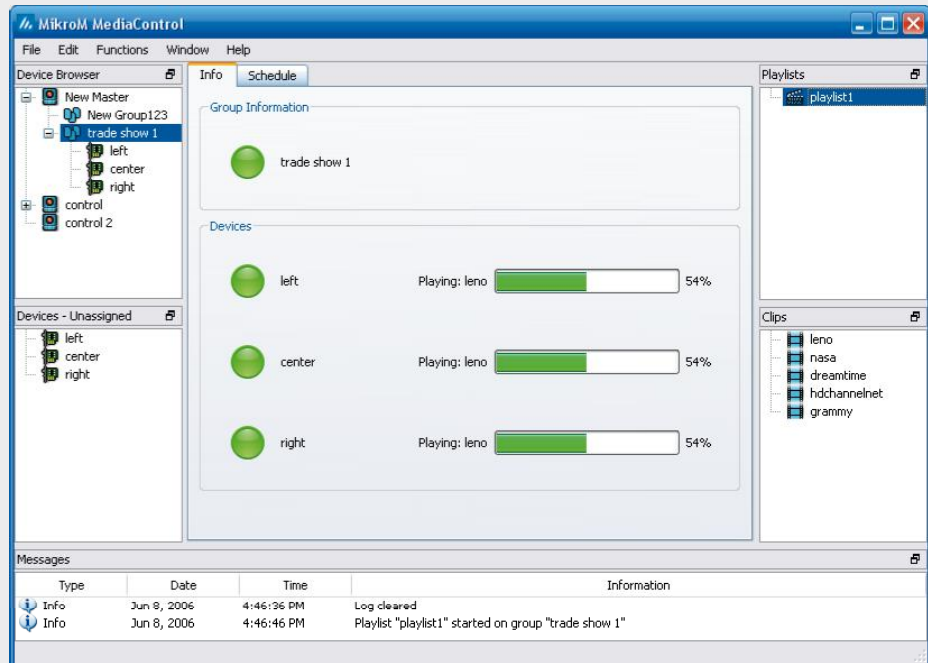 MikroM MediaControl
File Edit Functions Window Help
Device Browser
New Master
New Group123
trade show 1
left
center
right
control
control 2
Devices - Unassigned
left
center
right
Info Schedule
Group Information
trade show 1
Devices
left Playing: leno 54%
center Playing: leno 54%
right Playing: leno 54%
Playlists
playlist1
Clips
leno
nasa
dreamtime
hdchannelnet
grammy
Messages
Type Date Time Information
Info Jun 8, 2006 4:46:36 PM Log cleared
Info Jun 8, 2006 4:46:46 PM Playlist "playlist1" started on group "trade show 1"